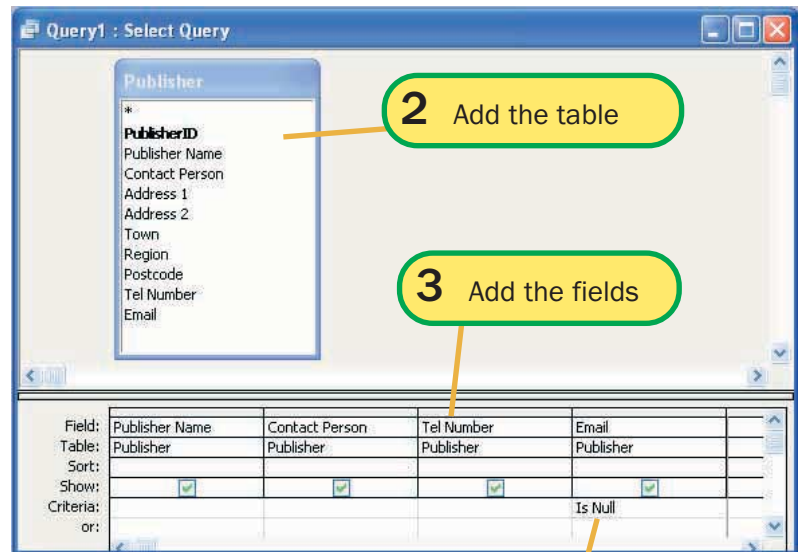 Query1 : Select Query
Publisher
*
PublisherID
Publisher Name
Contact Person
Address 1
Address 2
Town
Region
Postcode
Tel Number
Email
2 Add the table
3 Add the fields
Field: Publisher Name Contact Person Tel Number Email
Table: Publisher Publisher Publisher Publisher
Sort:
Show:
Criteria: Is Null
or: